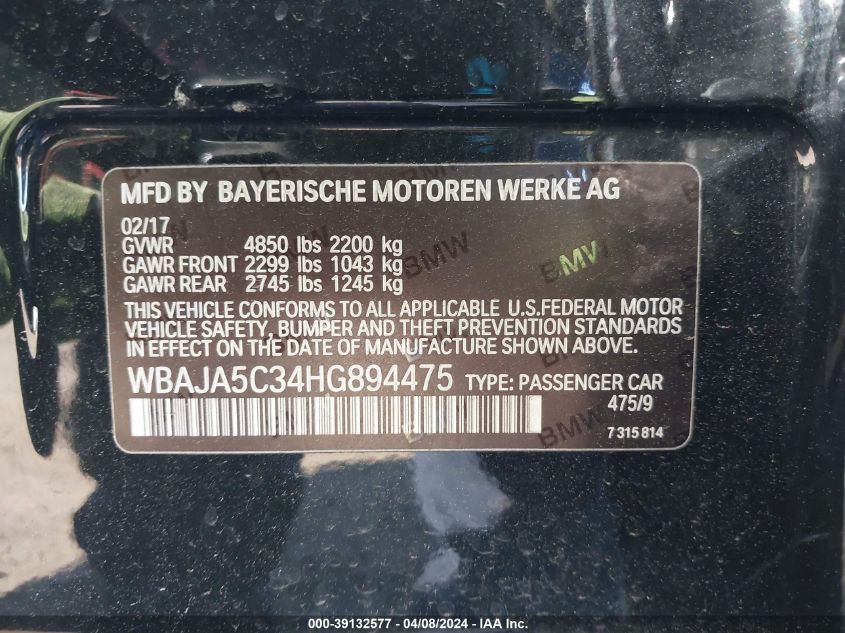 MFD BY BAYERISCHE MOTOREN WERKE AG
02/17
GVWR 4850 lbs 2200 kg
GAWR FRONT 2299 lbs 1043 kg
GAWR REAR 2745 lbs 1245 kg
THIS VEHICLE CONFORMS TO ALL APPLICABLE U.S.FEDERAL MOTOR
VEHICLE SAFETY, BUMPER AND THEFT PREVENTION STANDARDS
IN EFFECT ON THE DATE OF MANUFACTURE SHOWN ABOVE.
WBAJA5C34HG894475 TYPE: PASSENGER CAR
475/9
7 315 814
BMW
BMW
BMW
000-39132577 - 04/08/2024 - IAA Inc.